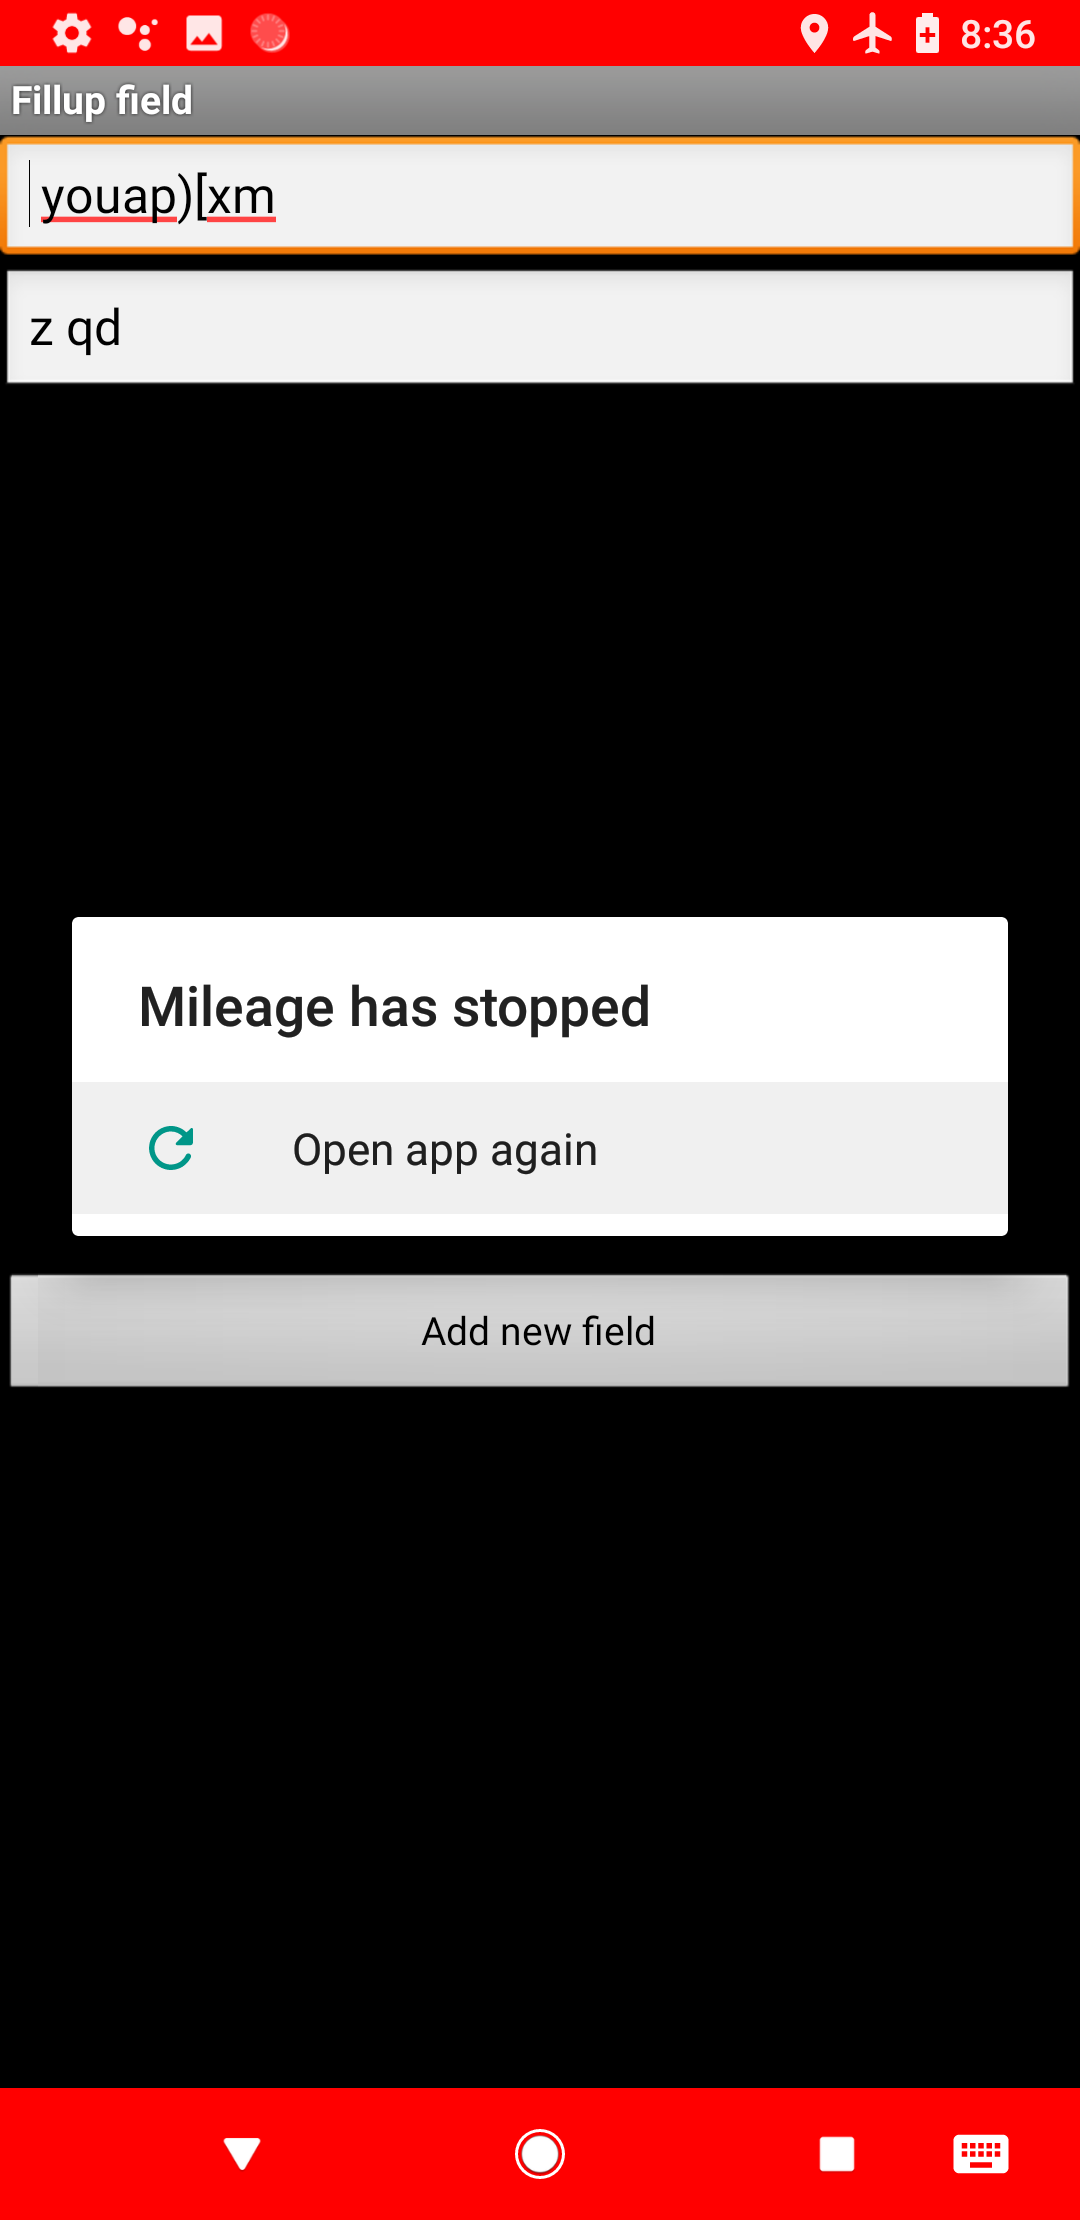 8:36
Fillup field
youap)[xm
z qd
Mileage has stopped
Open app again
Add new field